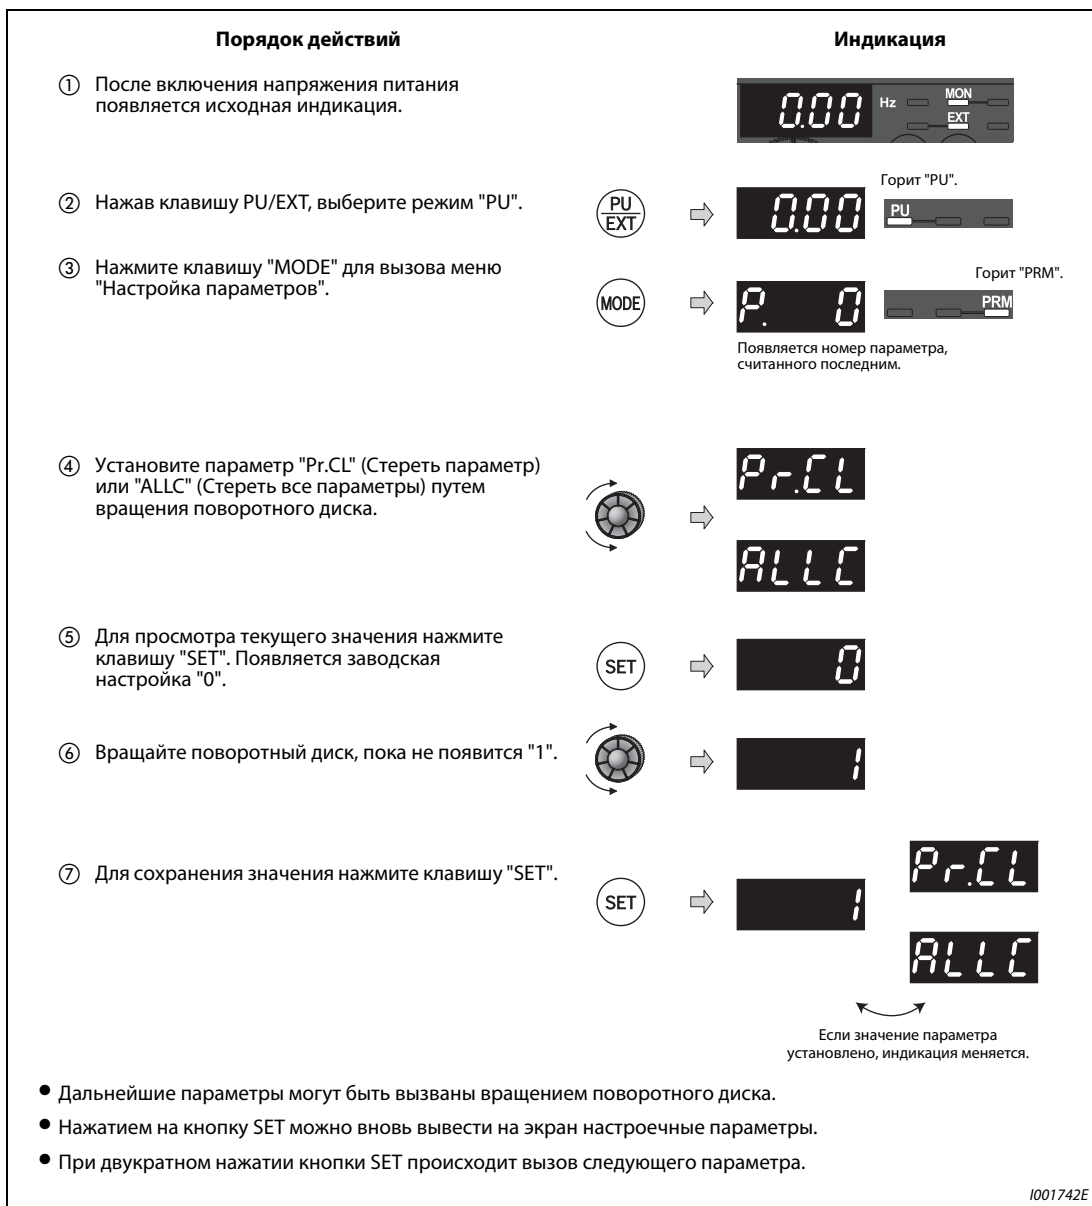 Порядок действий
Индикация
① После включения напряжения питания
появляется исходная индикация.
0.00 Hz MON
EXT
② Нажав клавишу PU/EXT, выберите режим "PU".
PU
EXT
0.00
Горит "PU".
PU
③ Нажмите клавишу "MODE" для вызова меню
"Настройка параметров".
MODE
P. 0
Горит "PRM".
PRM
Появляется номер параметра,
считанного последним.
④ Установите параметр "Pr.CL" (Стереть параметр)
или "ALLC" (Стереть все параметры) путем
вращения поворотного диска.
Pr.CL
ALLC
⑤ Для просмотра текущего значения нажмите
клавишу "SET". Появляется заводская
настройка "0".
SET
0
⑥ Вращайте поворотный диск, пока не появится "1".
1
⑦ Для сохранения значения нажмите клавишу "SET".
SET
1
Pr.CL
ALLC
Если значение параметра
установлено, индикация меняется.
● Дальнейшие параметры могут быть вызваны вращением поворотного диска.
● Нажатием на кнопку SET можно вновь вывести на экран настроечные параметры.
● При двукратном нажатии кнопки SET происходит вызов следующего параметра.
I001742E